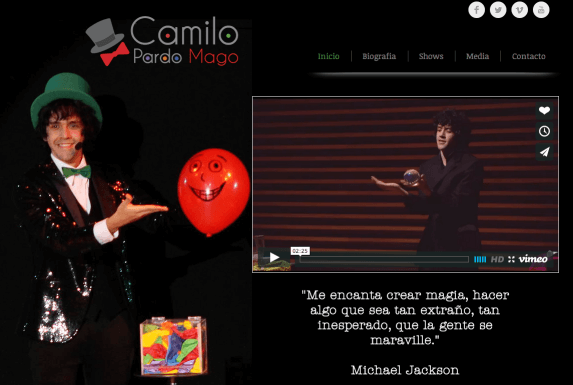 Camilo
Pardo Mago
Inicio
Biografia
Shows
Media
Contacto
02:25
HD
vimeo
"Me encanta crear magia, hacer
algo que sea tan extraño, tan
inesperado, que la gente se
maraville."
Michael Jackson